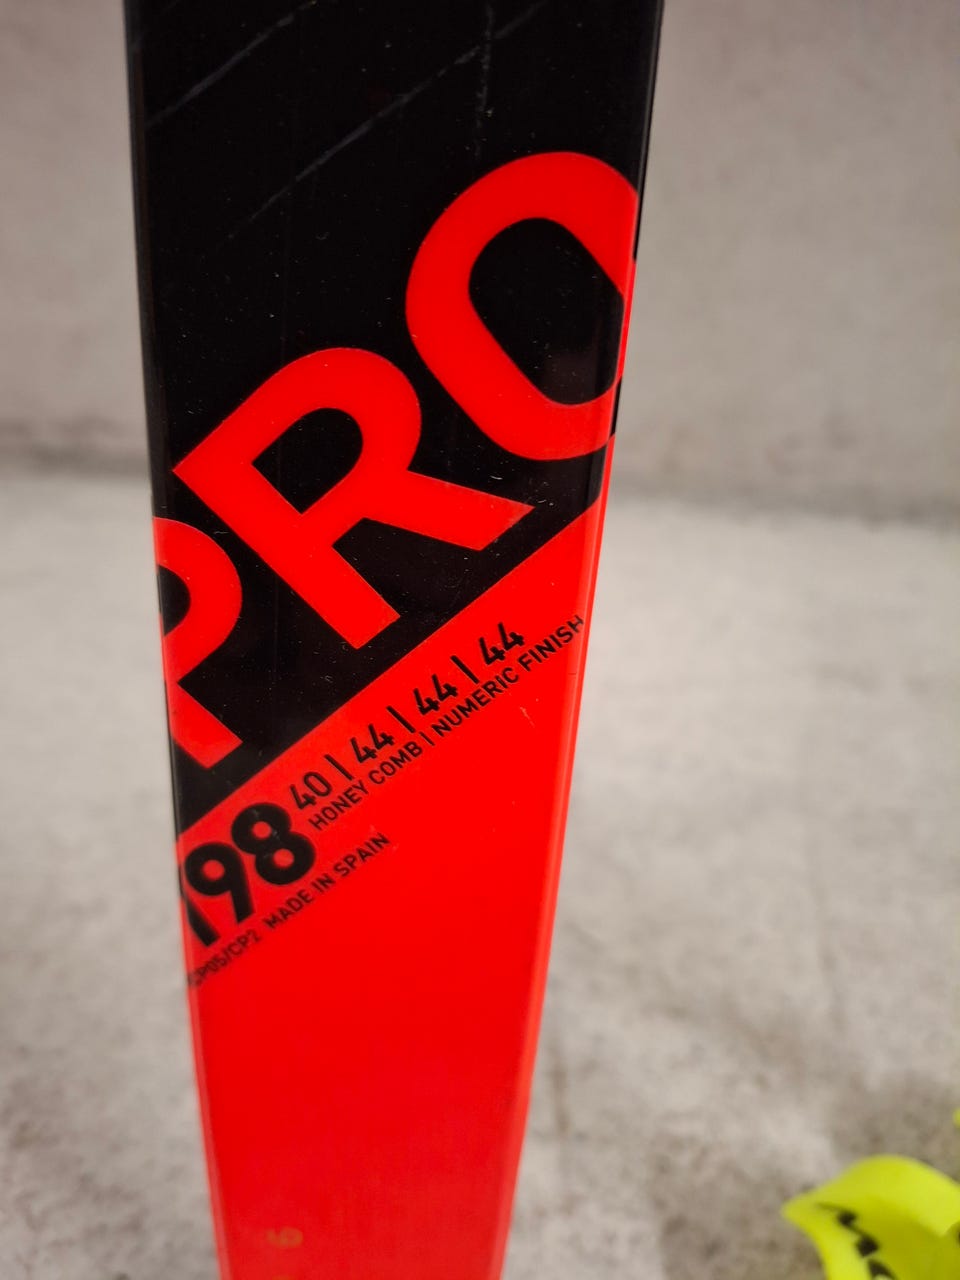 PRO
198
40 | 44 | 44 | 44
HONEY COMB | NUMERIC FINISH
MADE IN SPAIN